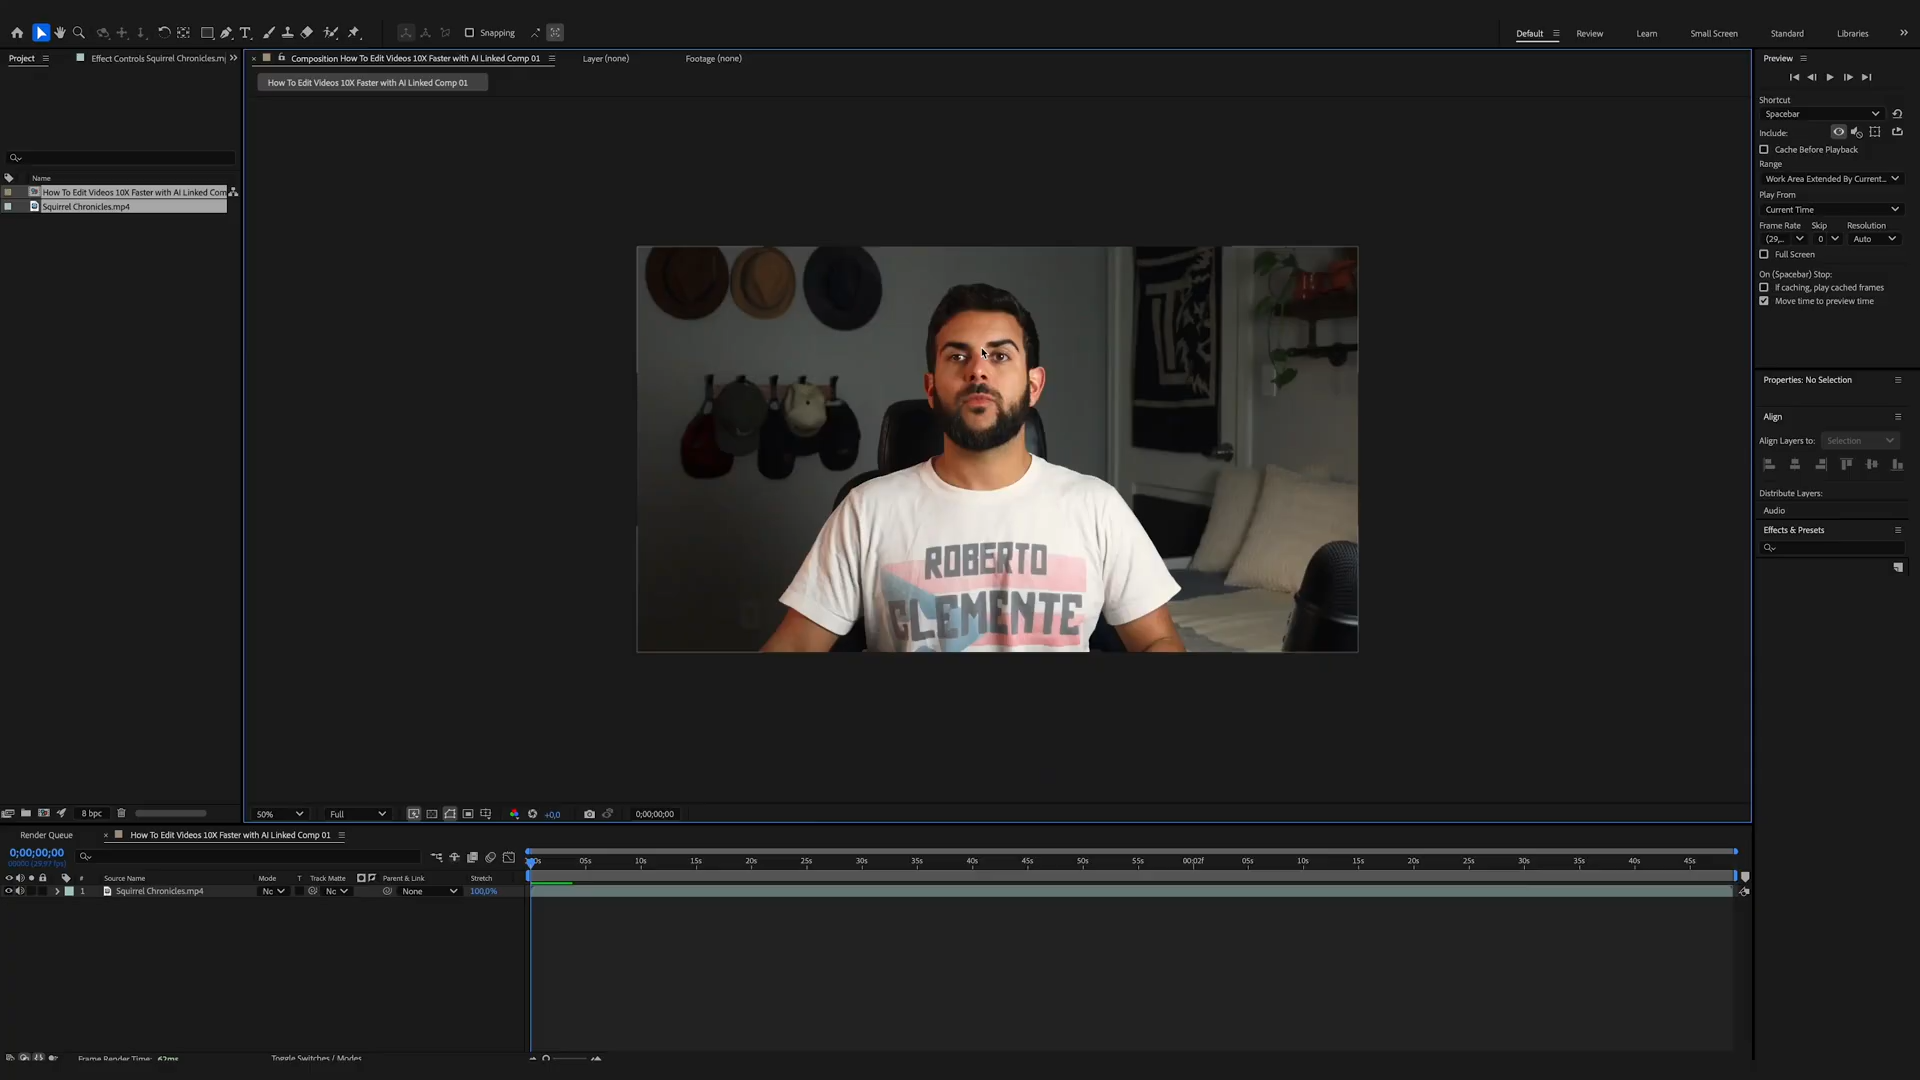 Snapping
Default
Review
Learn
Small Screen
Standard
Libraries
Project
Effect Controls Squirrel Chronicles.m
Composition How To Edit Videos 10X Faster with AI Linked Comp 01
Layer (none)
Footage (none)
How To Edit Videos 10X Faster with AI Linked Comp 01
Name
How To Edit Videos 10X Faster with AI Linked Com
Squirrel Chronicles.mp4
ROBERTO
CLEMENTE
Preview
Shortcut
Spacebar
Include:
Cache Before Playback
Range
Work Area Extended By Current...
Play From
Current Time
Frame Rate Skip Resolution
(29,... 0 Auto
Full Screen
On (Spacebar) Stop:
If caching, play cached frames
Move time to preview time
Properties: No Selection
Align
Align Layers to: Selection
Distribute Layers:
Audio
Effects & Presets
8 bpc
50% Full +0,0 0;00;00;00
Render Queue
How To Edit Videos 10X Faster with AI Linked Comp 01
0;00;00;00
00000 (29.97 fps)
05s 10s 15s 20s 25s 30s 35s 40s 45s 50s 55s 00:02f 05s 10s 15s 20s 25s 30s 35s 40s 45s
# Source Name Mode T Track Matte Parent & Link Stretch
1 Squirrel Chronicles.mp4 Nc Nc None 100,0%
Frame Render Time: 62ms
Toggle Switches / Modes